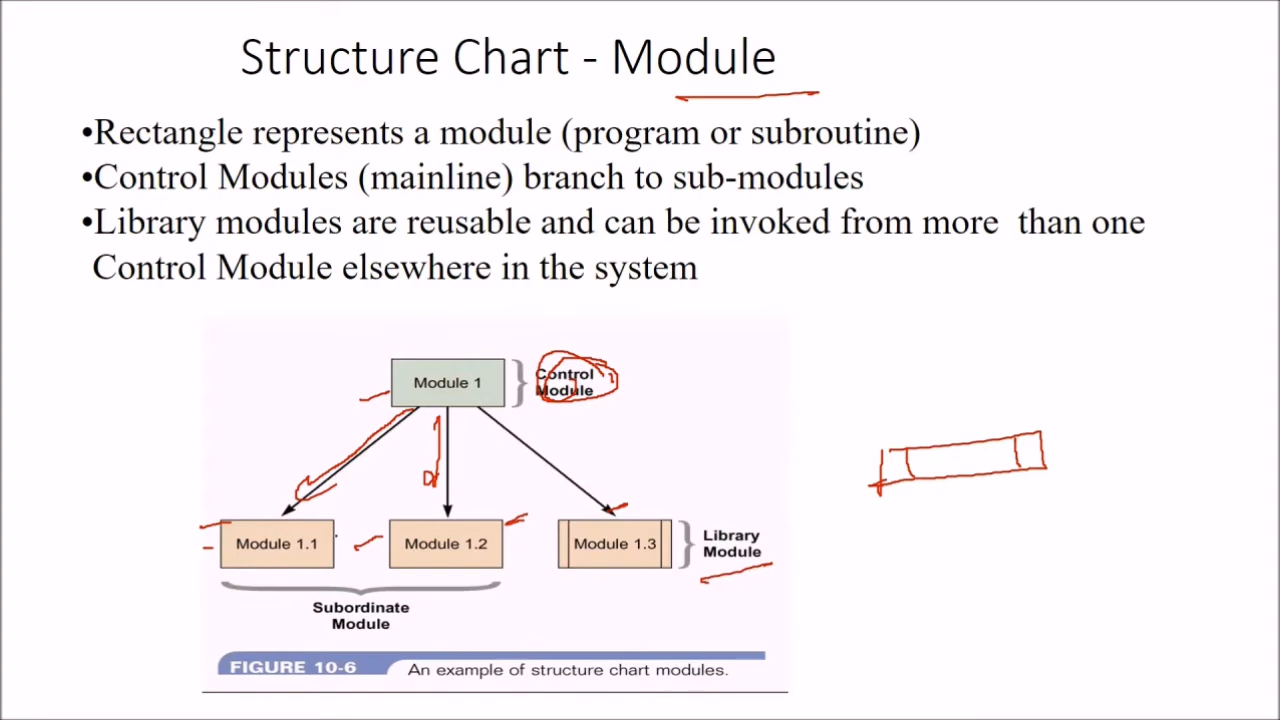 Structure Chart - Module
•Rectangle represents a module (program or subroutine)
•Control Modules (mainline) branch to sub-modules
•Library modules are reusable and can be invoked from more than one
Control Module elsewhere in the system
Module 1
Control
Module
Module 1.1
Module 1.2
Module 1.3
Library
Module
Subordinate
Module
FIGURE 10-6 An example of structure chart modules.